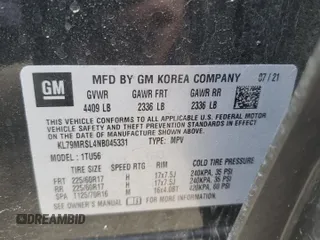 GM
MFD BY GM KOREA COMPANY 07/21
GVWR GAWR FRT GAWR RR
4409 LB 2336 LB 2336 LB
THIS VEHICLE CONFORMS TO ALL APPLICABLE U.S. FEDERAL MOTOR VEHICLE SAFETY, BUMPER, AND THEFT PREVENTION STANDARDS IN EFFECT ON THE DATE OF MANUFACTURE SHOWN ABOVE.
KL79MRSL4NB045331 TYPE: MPV
MODEL: 1TU56
TIRE SIZE SPEED RTG RIM COLD TIRE PRESSURE
FRT 225/60R17 H 17x7.5J 240KPA, 35 PSI
RR 225/60R17 H 17x7.5J 240KPA, 35 PSI
SPA T125/70R16 M 16x4.0BT 420KPA, 60 PSI
DREAMBID